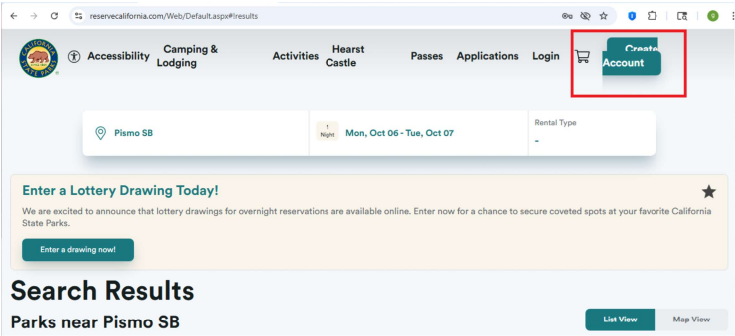 reservecalifornia.com/Web/Default.aspx#!results
CALIFORNIA
STATE PARKS
Accessibility
Camping &
Lodging
Activities
Hearst
Castle
Passes
Applications
Login
Create
Account
Pismo SB
1
Night
Mon, Oct 06 - Tue, Oct 07
Rental Type
-
Enter a Lottery Drawing Today!
We are excited to announce that lottery drawings for overnight reservations are available online. Enter now for a chance to secure coveted spots at your favorite California
State Parks.
Enter a drawing now!
Search Results
Parks near Pismo SB
List View
Map View